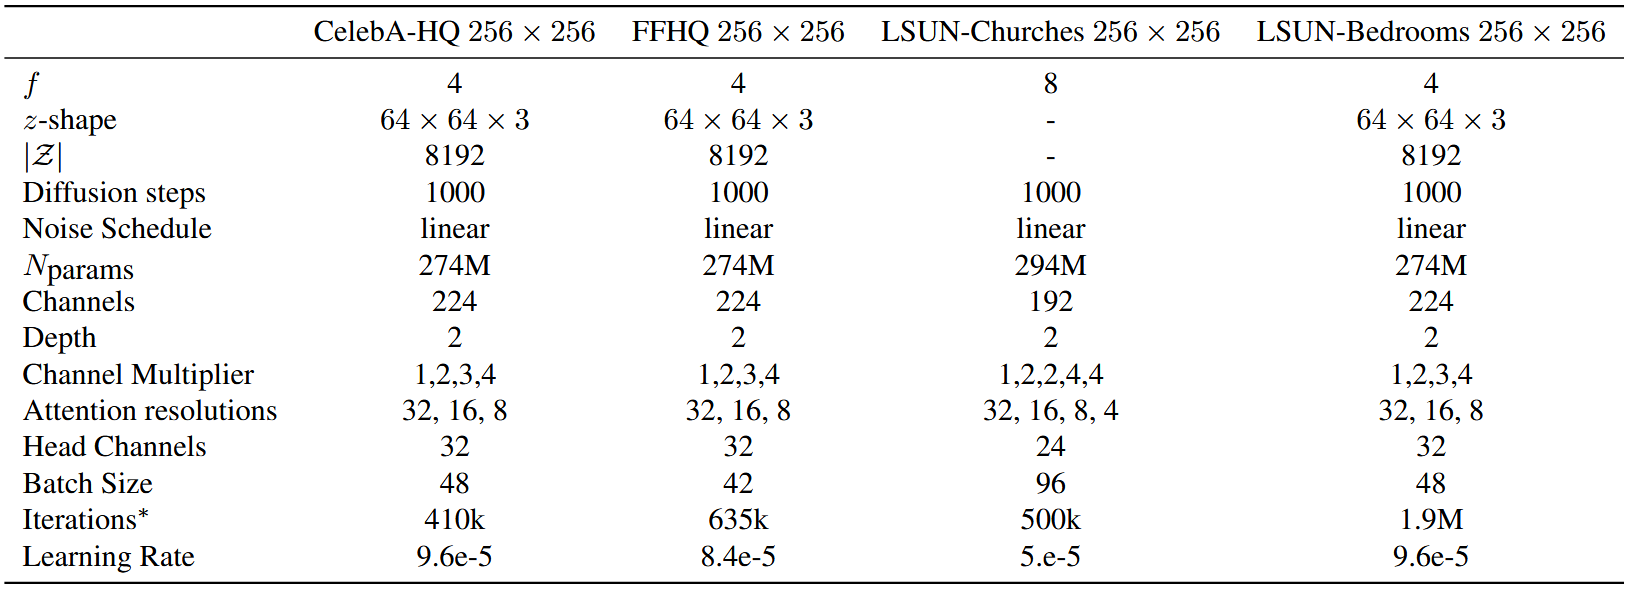 CelebA-HQ 256 × 256 FFHQ 256 × 256 LSUN-Churches 256 × 256 LSUN-Bedrooms 256 × 256
f 4 4 8 4
z-shape 64 × 64 × 3 64 × 64 × 3 - 64 × 64 × 3
|𝒵| 8192 8192 - 8192
Diffusion steps 1000 1000 1000 1000
Noise Schedule linear linear linear linear
Nparams 274M 274M 294M 274M
Channels 224 224 192 224
Depth 2 2 2 2
Channel Multiplier 1,2,3,4 1,2,3,4 1,2,2,4,4 1,2,3,4
Attention resolutions 32, 16, 8 32, 16, 8 32, 16, 8, 4 32, 16, 8
Head Channels 32 32 24 32
Batch Size 48 42 96 48
Iterations* 410k 635k 500k 1.9M
Learning Rate 9.6e-5 8.4e-5 5.e-5 9.6e-5